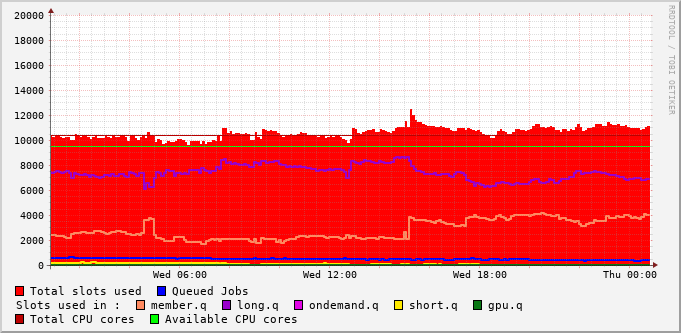 RRDTOOL / TOBI OETIKER
20000
18000
16000
14000
12000
10000
8000
6000
4000
2000
0
Wed 06:00 Wed 12:00 Wed 18:00 Thu 00:00
Total slots used Queued Jobs
Slots used in : member.q long.q ondemand.q short.q gpu.q
Total CPU cores Available CPU cores